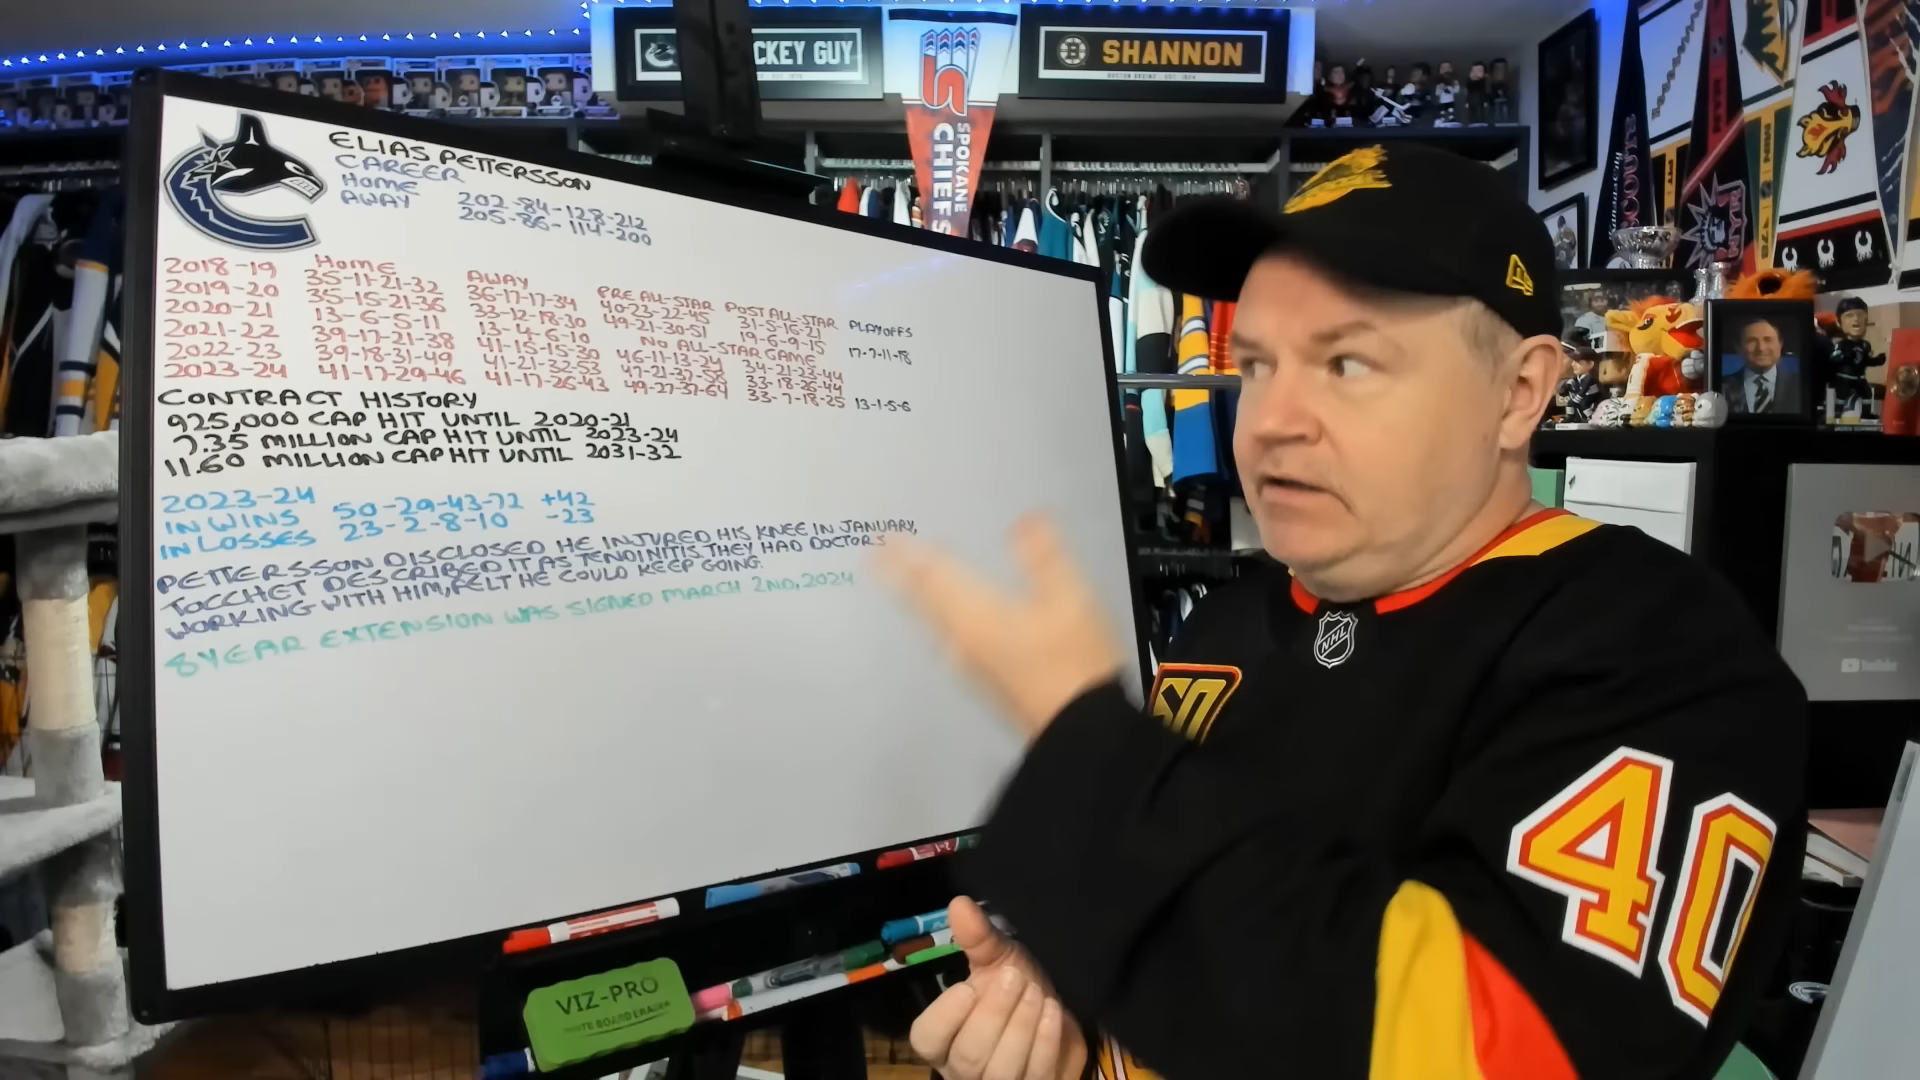 CKEY GUY
SHANNON
BOSTON BRUINS · EST. 1924
SPOKANE
CHIEFS
ELIAS PETTERSSON
CAREER
HOME 202-84-128-212
AWAY 205-86-114-200
HOME AWAY PRE ALL-STAR POST ALL-STAR PLAYOFFS
2018-19 35-11-21-32 36-17-17-34 40-23-22-45 31-5-16-21
2019-20 35-15-21-36 33-12-18-30 49-21-30-51 19-6-9-15 17-7-11-18
2020-21 13-6-5-11 13-4-6-10 NO ALL-STAR GAME
2021-22 39-17-21-38 41-15-15-30 46-11-13-24 34-21-23-44
2022-23 39-18-31-49 41-21-32-53 47-21-37-58 33-18-26-44
2023-24 41-17-29-46 41-17-26-43 49-27-37-64 33-7-18-25 13-1-5-6
CONTRACT HISTORY
925,000 CAP HIT UNTIL 2020-21
7.35 MILLION CAP HIT UNTIL 2023-24
11.60 MILLION CAP HIT UNTIL 2031-32
2023-24
IN WINS 50-29-43-72 +42
IN LOSSES 23-2-8-10 -23
PETTERSSON DISCLOSED HE INJURED HIS KNEE IN JANUARY,
TOCCHET DESCRIBED IT AS TENDINITIS. THEY HAD DOCTORS
WORKING WITH HIM, FELT HE COULD KEEP GOING.
8 YEAR EXTENSION WAS SIGNED MARCH 2ND, 2024
VIZ-PRO
WHITE BOARD ERASER
NHL
50
40
YouTube